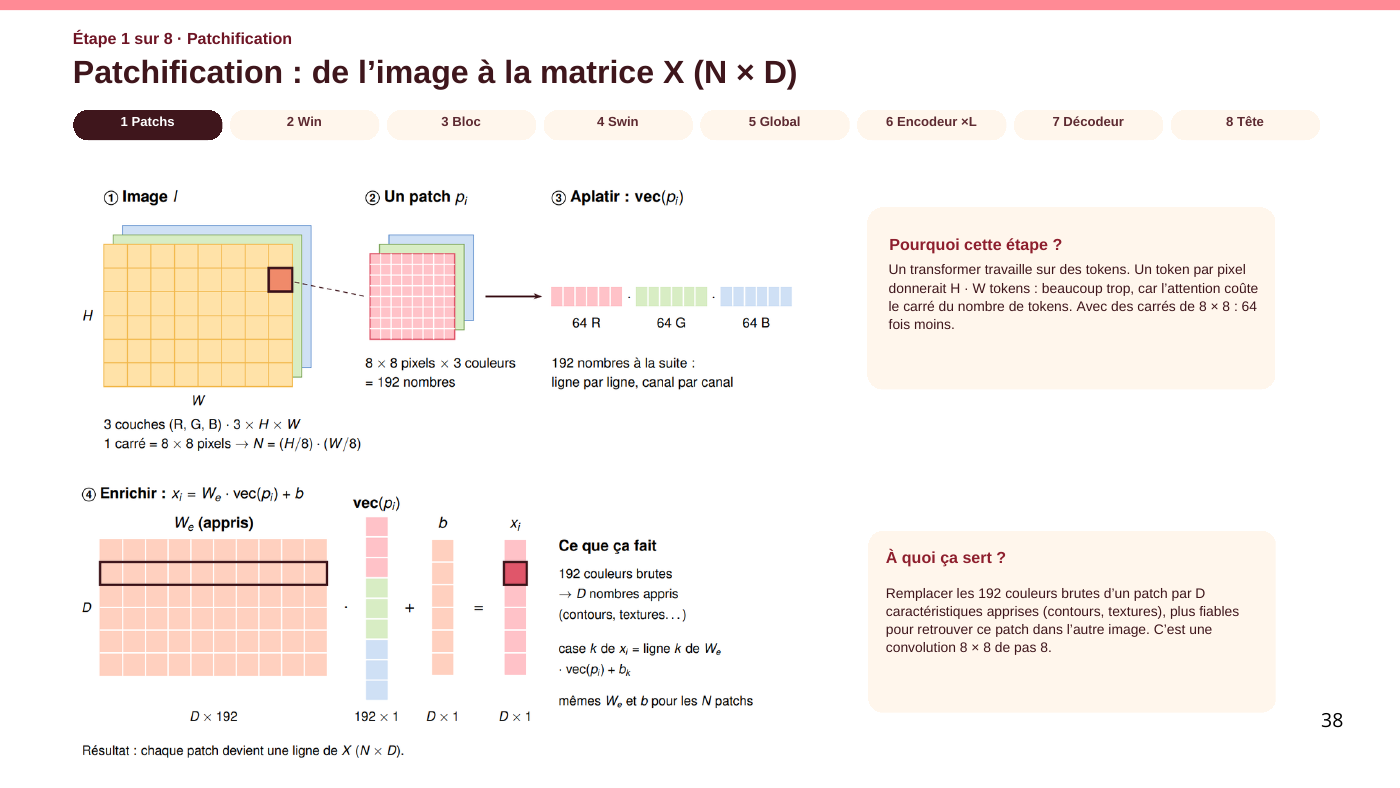 Étape 1 sur 8 · Patchification
Patchification : de l’image à la matrice X (N × D)
1 Patchs
2 Win
3 Bloc
4 Swin
5 Global
6 Encodeur ×L
7 Décodeur
8 Tête
① Image I
② Un patch pᵢ
③ Aplatir : vec(pᵢ)
H
W
3 couches (R, G, B) · 3 × H × W
1 carré = 8 × 8 pixels → N = (H/8) · (W/8)
8 × 8 pixels × 3 couleurs
= 192 nombres
· ·
64 R
64 G
64 B
192 nombres à la suite :
ligne par ligne, canal par canal
Pourquoi cette étape ?
Un transformer travaille sur des tokens. Un token par pixel
donnerait H · W tokens : beaucoup trop, car l’attention coûte
le carré du nombre de tokens. Avec des carrés de 8 × 8 : 64
fois moins.
④ Enrichir : xᵢ = Wₑ · vec(pᵢ) + b
Wₑ (appris)
vec(pᵢ)
b
xᵢ
D
· + =
D × 192
192 × 1
D × 1
D × 1
Ce que ça fait
192 couleurs brutes
→ D nombres appris
(contours, textures…)
case k de xᵢ = ligne k de Wₑ
· vec(pᵢ) + bₖ
mêmes Wₑ et b pour les N patchs
Résultat : chaque patch devient une ligne de X (N × D).
À quoi ça sert ?
Remplacer les 192 couleurs brutes d’un patch par D
caractéristiques apprises (contours, textures), plus fiables
pour retrouver ce patch dans l’autre image. C’est une
convolution 8 × 8 de pas 8.
38